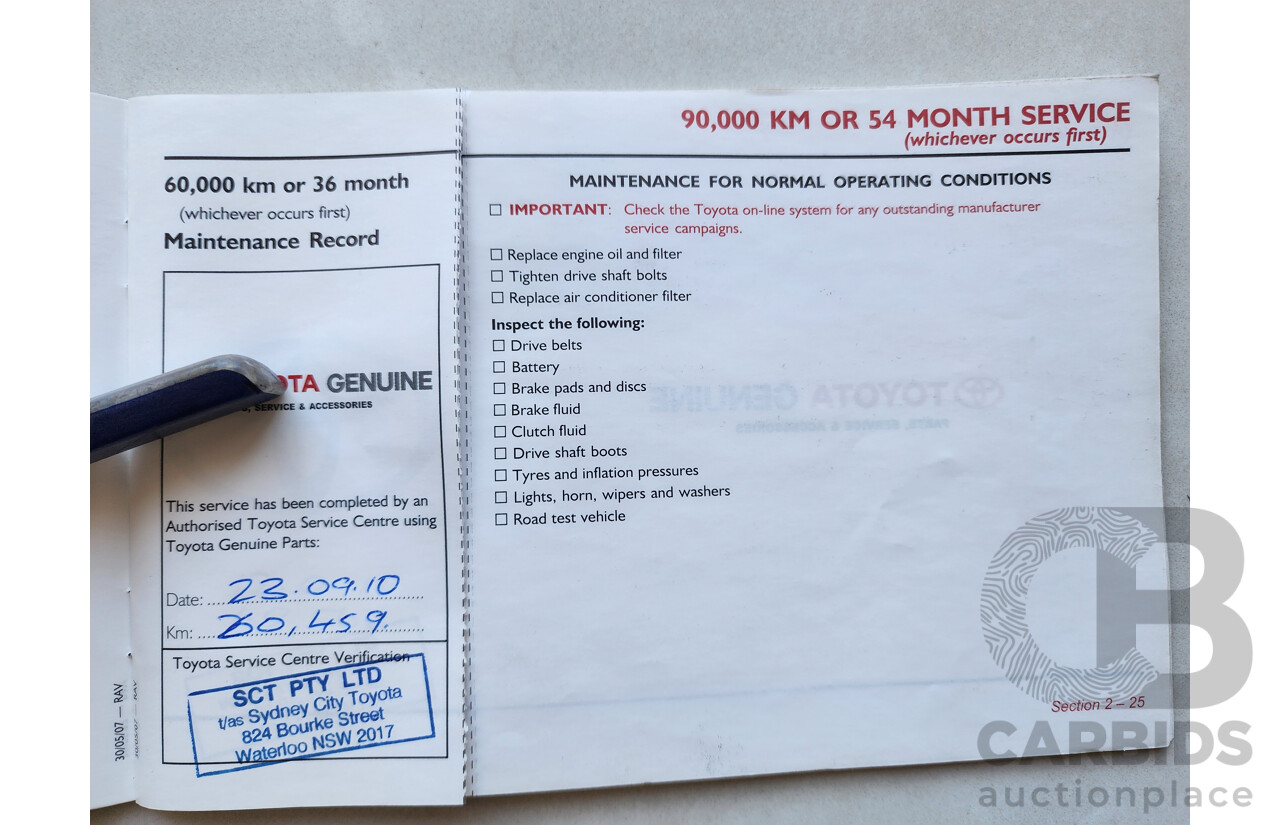 60,000 km or 36 month
(whichever occurs first)
Maintenance Record
OTA GENUINE
SERVICE & ACCESSORIES
This service has been completed by an
Authorised Toyota Service Centre using
Toyota Genuine Parts:
Date: 23.09.10
Km: 60,459
Toyota Service Centre Verification
SCT PTY LTD
t/as Sydney City Toyota
824 Bourke Street
Waterloo NSW 2017
30/05/07 — RAV
90,000 KM OR 54 MONTH SERVICE
(whichever occurs first)
MAINTENANCE FOR NORMAL OPERATING CONDITIONS
IMPORTANT: Check the Toyota on-line system for any outstanding manufacturer
service campaigns.
Replace engine oil and filter
Tighten drive shaft bolts
Replace air conditioner filter
Inspect the following:
Drive belts
Battery
Brake pads and discs
Brake fluid
Clutch fluid
Drive shaft boots
Tyres and inflation pressures
Lights, horn, wipers and washers
Road test vehicle
Section 2 – 25
CARBIDS
auctionplace